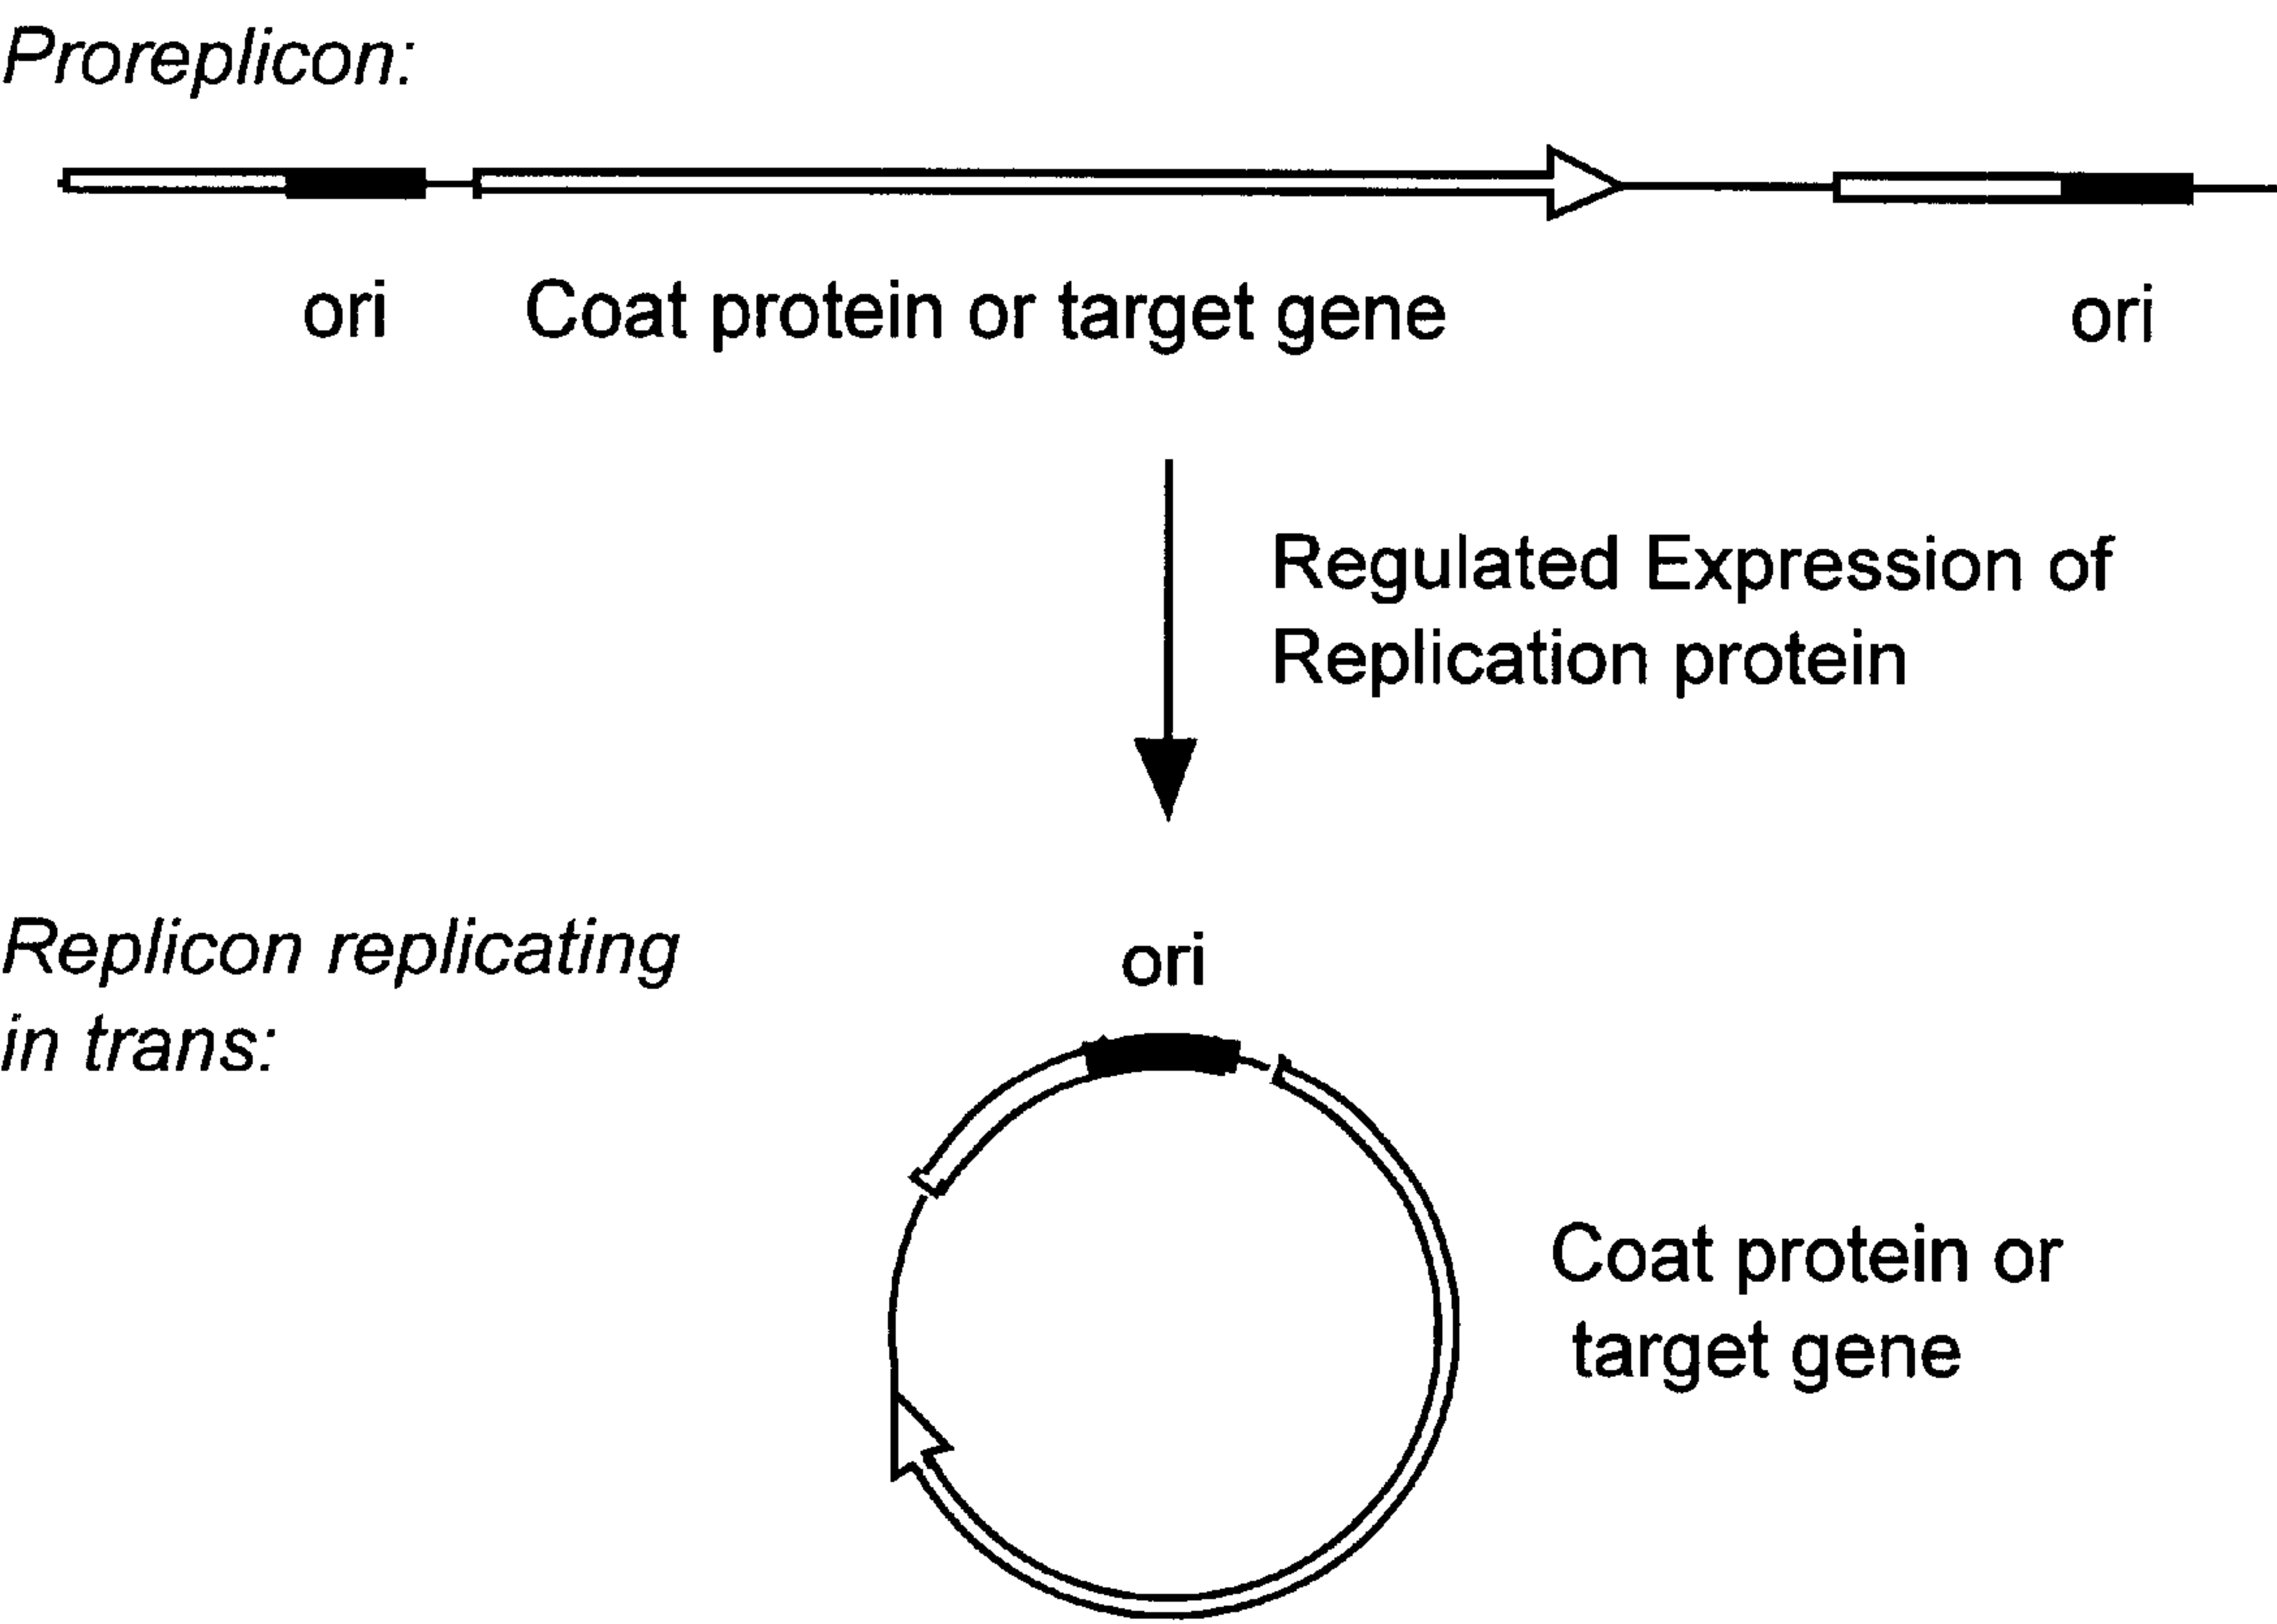 Proreplicon:
ori Coat protein or target gene ori
Regulated Expression of
Replication protein
Replicon replicating
in trans:
ori
Coat protein or
target gene